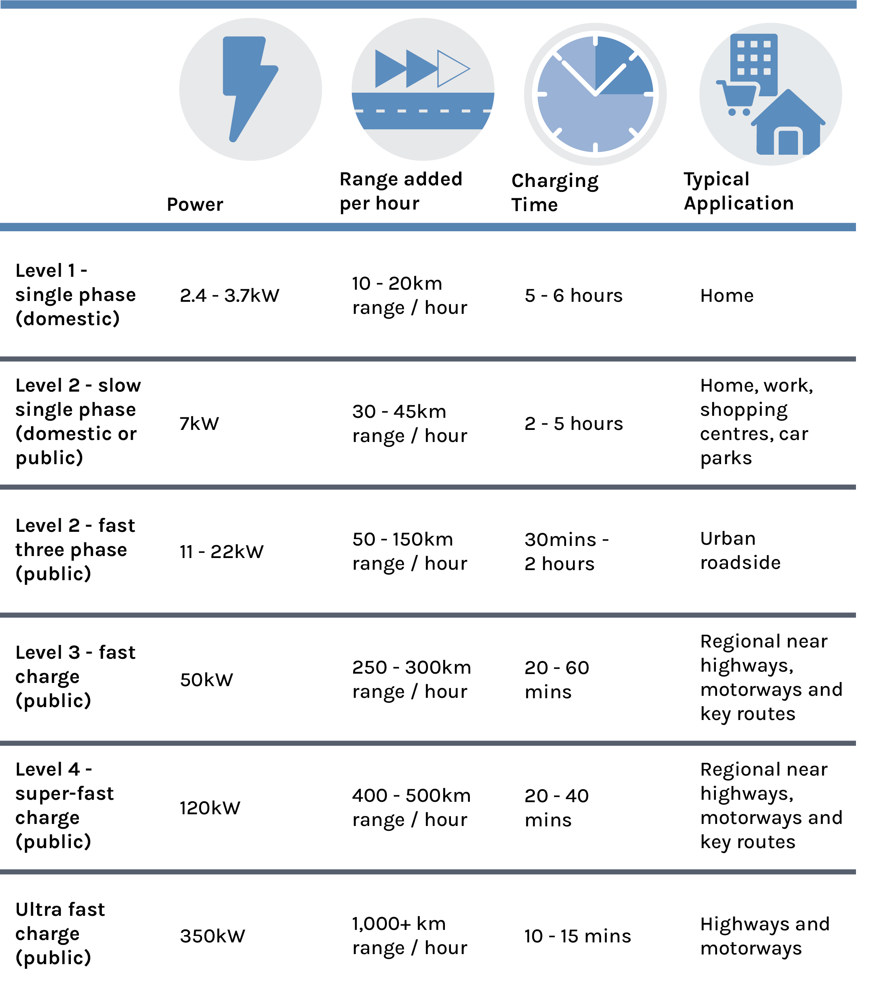 Power
Range added
per hour
Charging
Time
Typical
Application
Level 1 -
single phase
(domestic)
2.4 - 3.7kW
10 - 20km
range / hour
5 - 6 hours
Home
Level 2 - slow
single phase
(domestic or
public)
7kW
30 - 45km
range / hour
2 - 5 hours
Home, work,
shopping
centres, car
parks
Level 2 - fast
three phase
(public)
11 - 22kW
50 - 150km
range / hour
30mins -
2 hours
Urban
roadside
Level 3 - fast
charge
(public)
50kW
250 - 300km
range / hour
20 - 60
mins
Regional near
highways,
motorways and
key routes
Level 4 -
super-fast
charge
(public)
120kW
400 - 500km
range / hour
20 - 40
mins
Regional near
highways,
motorways and
key routes
Ultra fast
charge
(public)
350kW
1,000+ km
range / hour
10 - 15 mins
Highways and
motorways